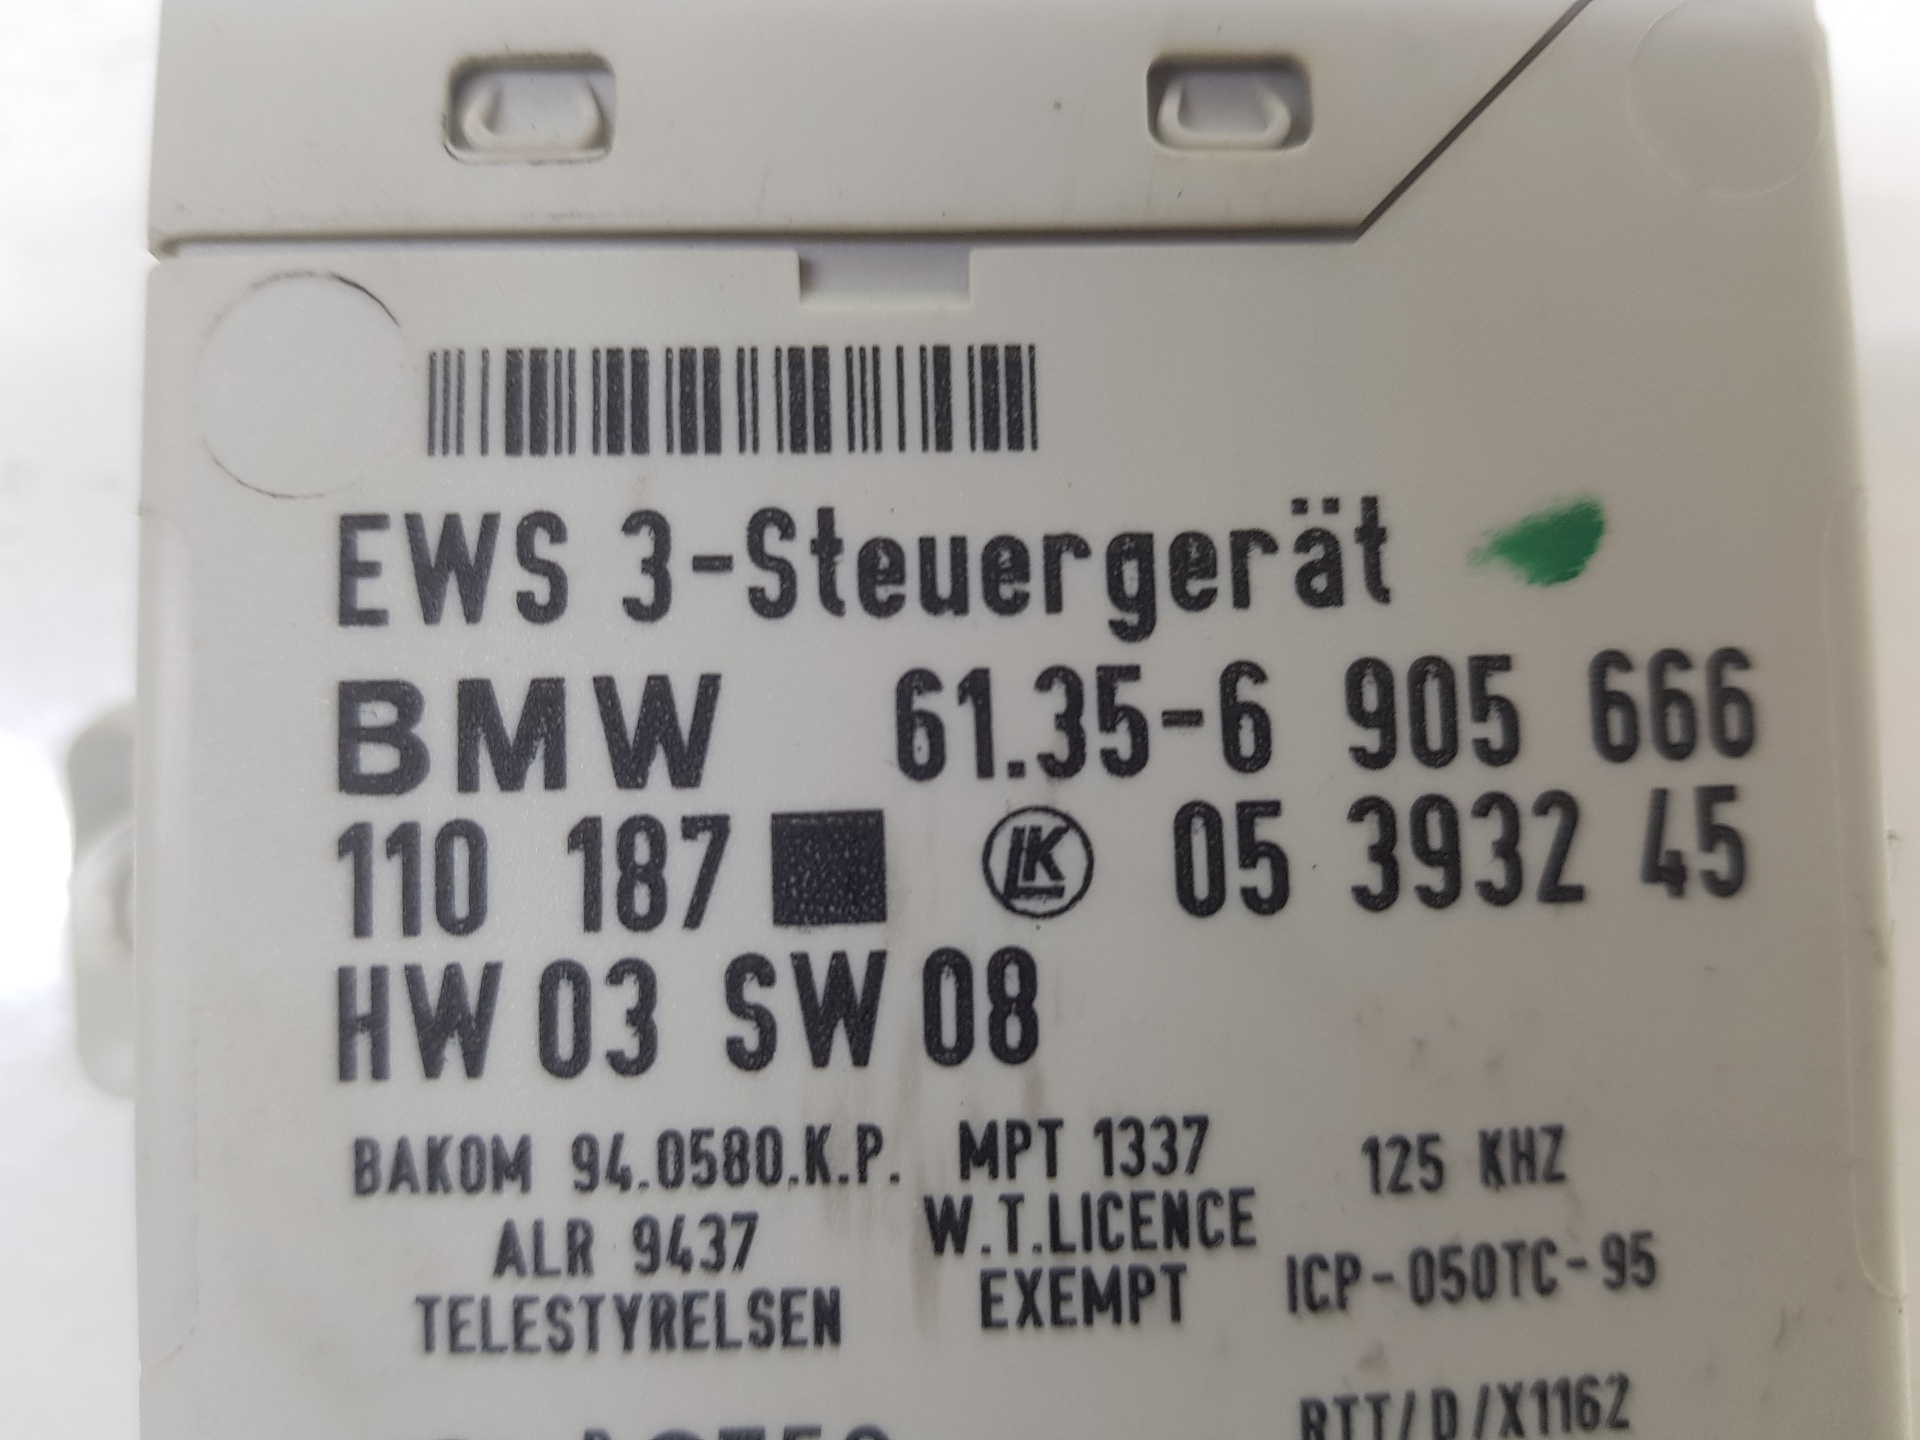 EWS 3-Steuergerät
BMW 61.35-6 905 666
110 187 LK 05 3932 45
HW 03 SW 08
BAKOM 94.0580.K.P. MPT 1337 125 KHZ
ALR 9437 W.T.LICENCE
TELESTYRELSEN EXEMPT ICP-050TC-95
RTT/D/X1162